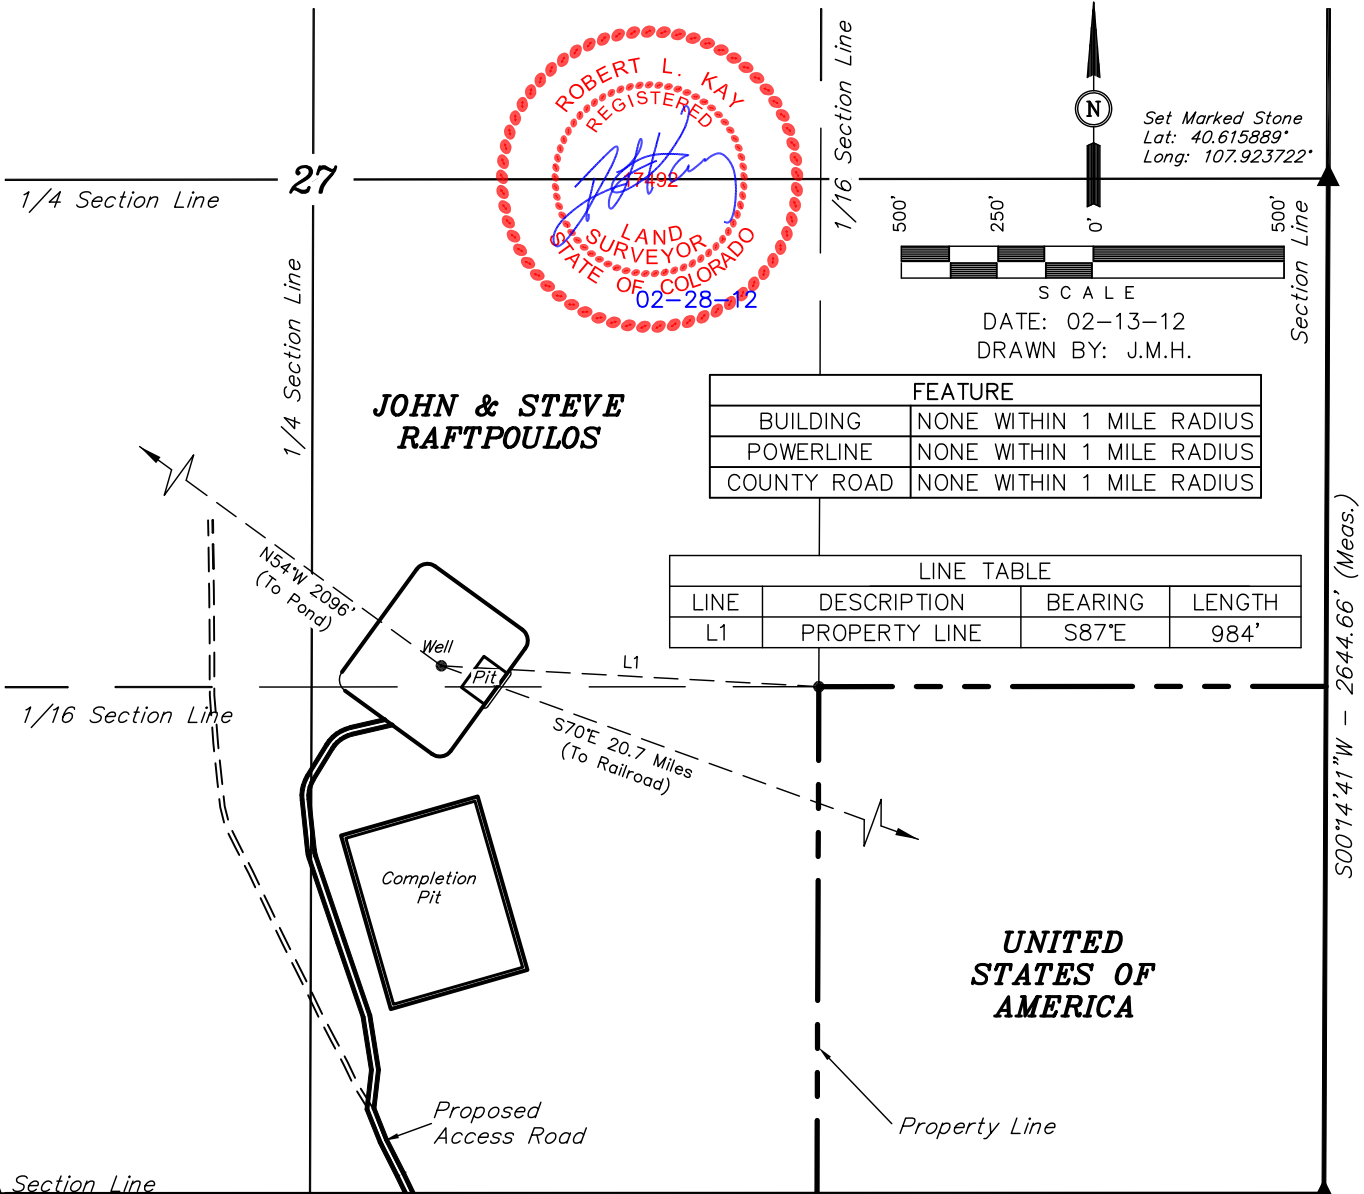 ROBERT L. KAY
REGISTERED
17492
LAND
SURVEYOR
STATE OF COLORADO
02-28-12
1/16 Section Line
N
Set Marked Stone
Lat: 40.615889°
Long: 107.923722°
27
1/4 Section Line
500'
250'
0'
500'
SCALE
Section Line
DATE: 02-13-12
DRAWN BY: J.M.H.
1/4 Section Line
JOHN & STEVE
RAFTPOULOS
FEATURE
BUILDING NONE WITHIN 1 MILE RADIUS
POWERLINE NONE WITHIN 1 MILE RADIUS
COUNTY ROAD NONE WITHIN 1 MILE RADIUS
S00°14'41"W - 2644.66' (Meas.)
LINE TABLE
LINE DESCRIPTION BEARING LENGTH
L1 PROPERTY LINE S87°E 984'
N54°W 2096'
(To Pond)
Well
Pit
L1
1/16 Section Line
S70°E 20.7 Miles
(To Railroad)
Completion
Pit
UNITED
STATES OF
AMERICA
Proposed
Access Road
Property Line
Section Line